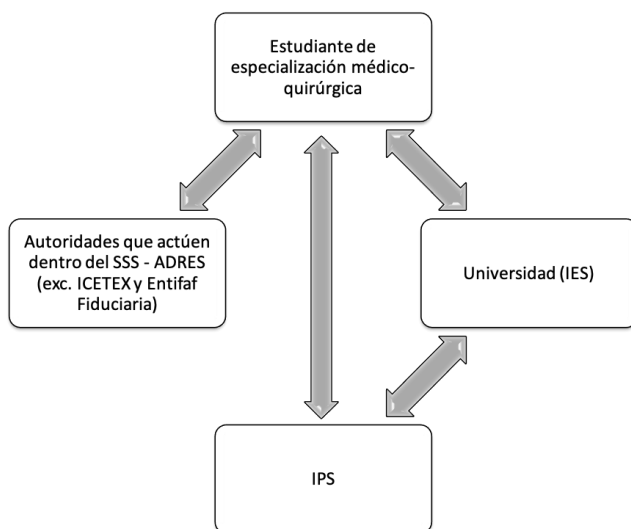 Estudiante de
especialización médico-
quirúrgica
Autoridades que actúen
dentro del SSS - ADRES
(exc. ICETEX y Entifaf
Fiduciaria)
Universidad (IES)
IPS